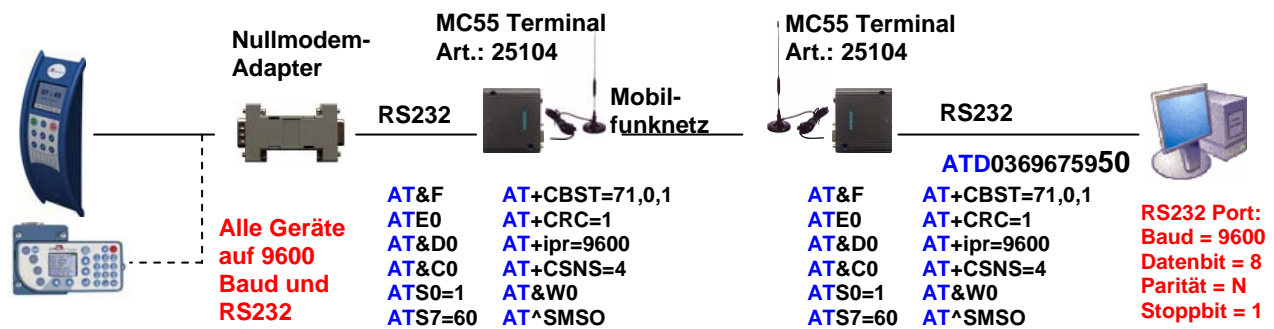 Nullmodem-
Adapter
MC55 Terminal
Art.: 25104
MC55 Terminal
Art.: 25104
RS232
Mobil-
funknetz
RS232
ATD0369675950
Alle Geräte
auf 9600
Baud und
RS232
AT&F
ATE0
AT&D0
AT&C0
ATS0=1
ATS7=60
AT+CBST=71,0,1
AT+CRC=1
AT+ipr=9600
AT+CSNS=4
AT&W0
AT^SMSO
AT&F
ATE0
AT&D0
AT&C0
ATS0=1
ATS7=60
AT+CBST=71,0,1
AT+CRC=1
AT+ipr=9600
AT+CSNS=4
AT&W0
AT^SMSO
RS232 Port:
Baud = 9600
Datenbit = 8
Parität = N
Stoppbit = 1